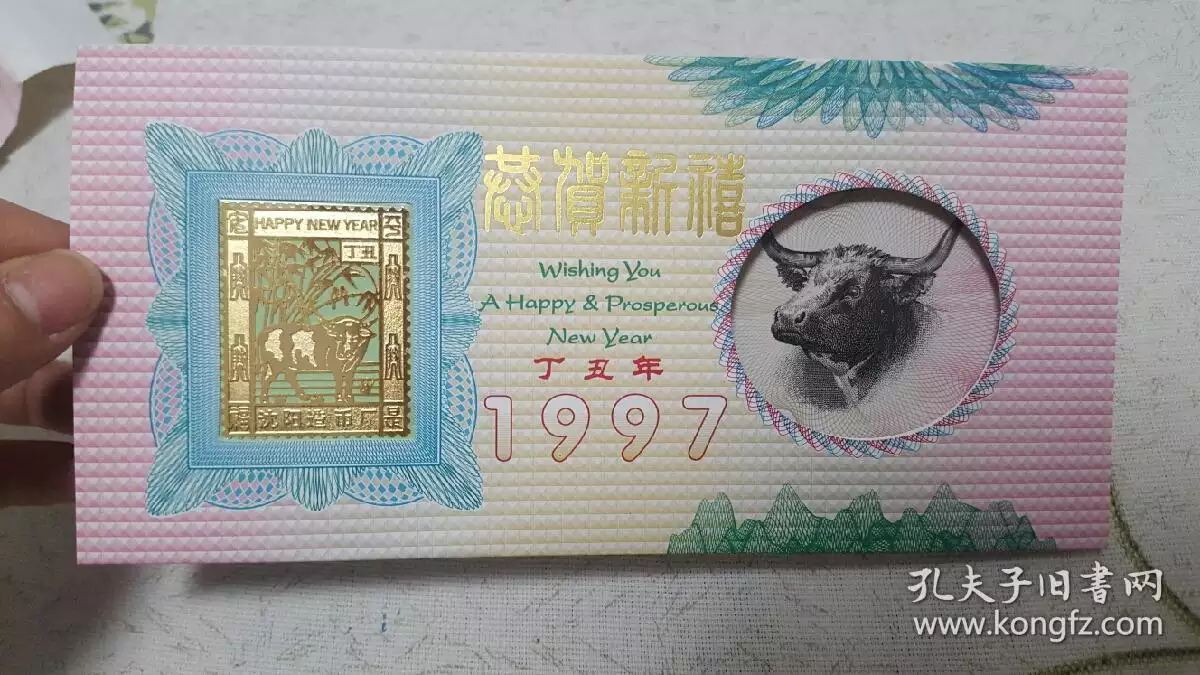 HAPPY NEW YEAR
丁丑
沈阳造币厂
恭贺新禧
Wishing You
A Happy & Prosperous
New Year
丁丑年
1997
孔夫子旧書网
www.kongfz.com